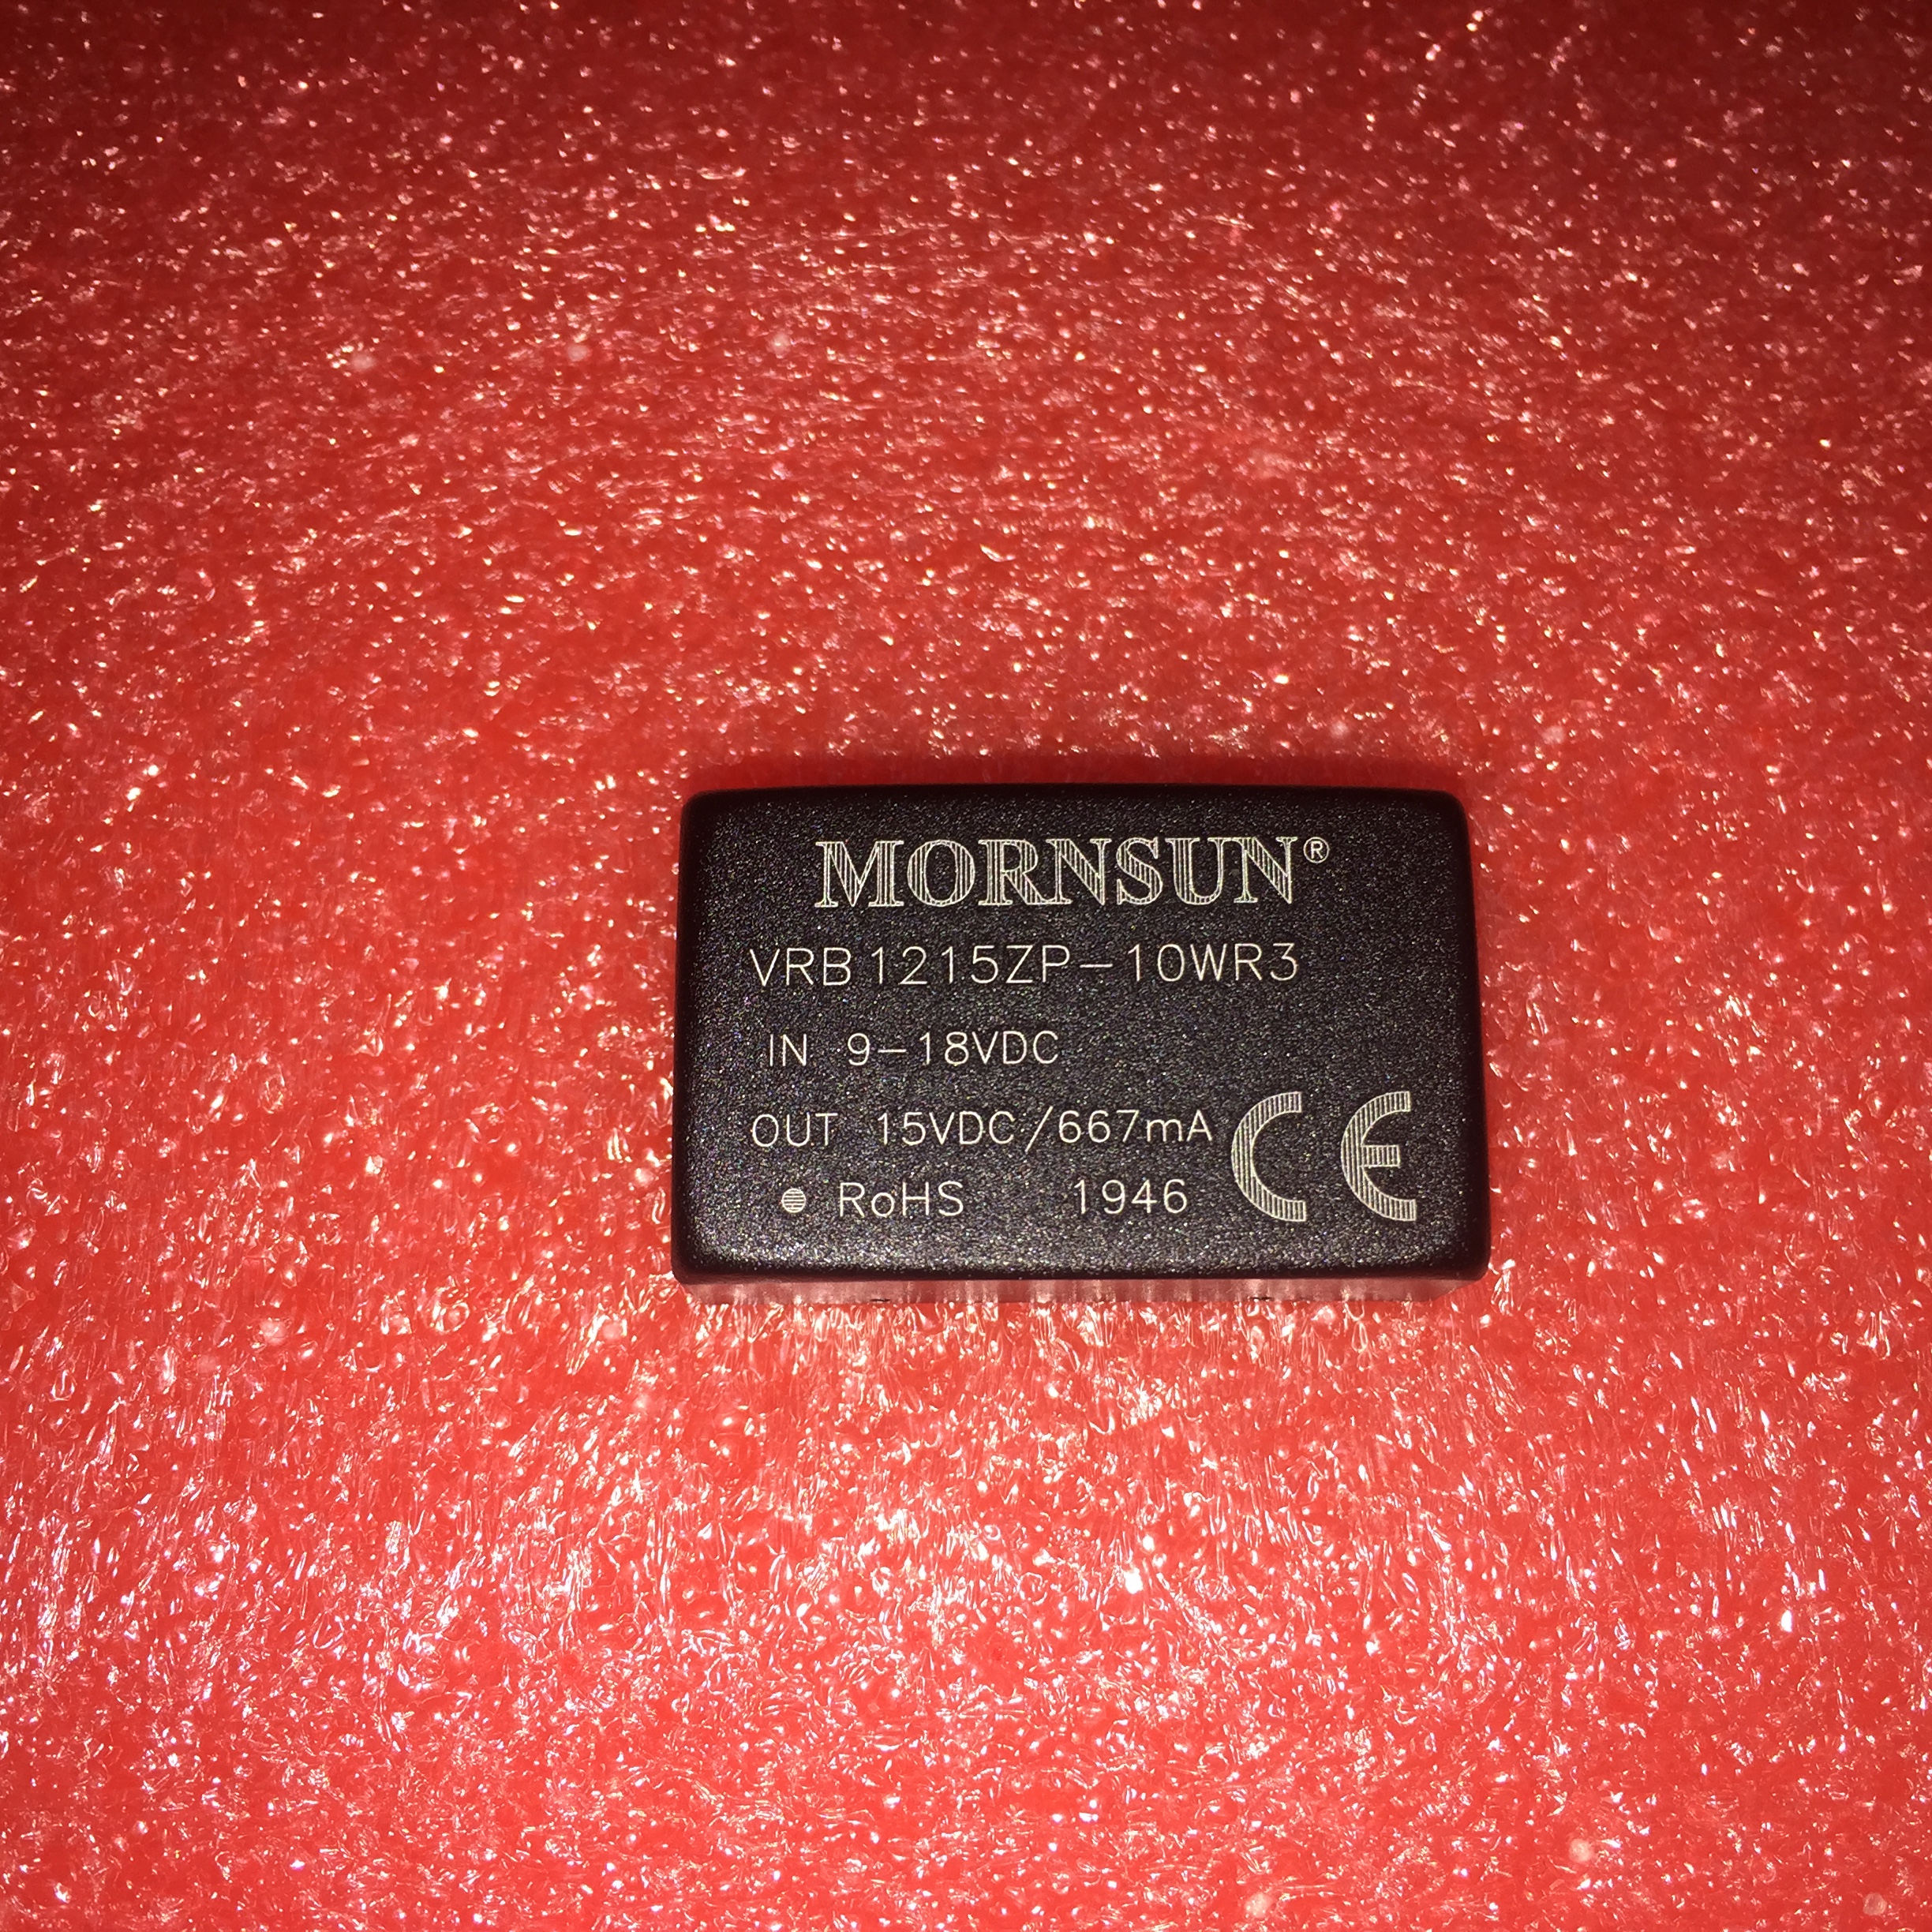 MORNSUN®
VRB1215ZP-10WR3
IN 9-18VDC
OUT 15VDC/667mA
RoHS 1946 CE